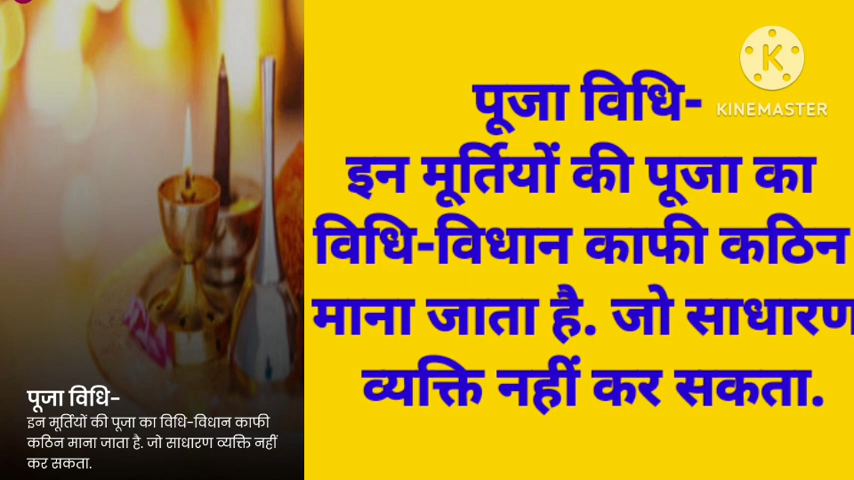 पूजा विधि-
इन मूर्तियों की पूजा का विधि-विधान काफी
कठिन माना जाता है. जो साधारण व्यक्ति नहीं
कर सकता.
पूजा विधि-
इन मूर्तियों की पूजा का
विधि-विधान काफी कठिन
माना जाता है. जो साधारण
व्यक्ति नहीं कर सकता.
K
KINEMASTER